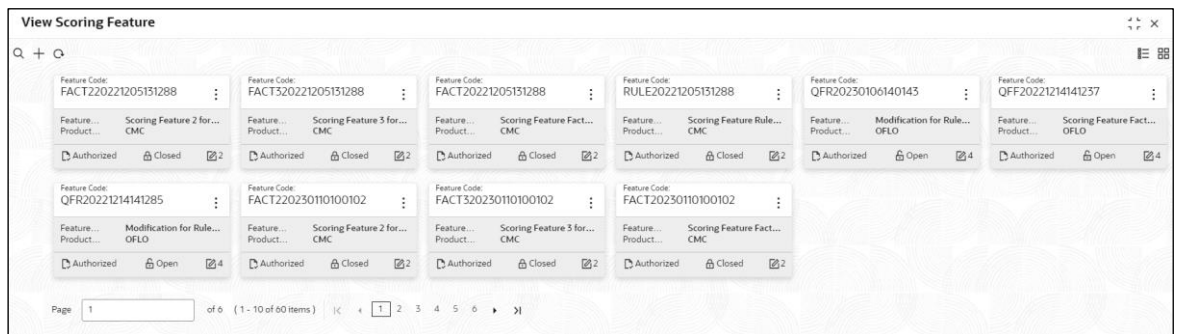 View Scoring Feature
Feature Code: Feature Code: Feature Code: Feature Code: Feature Code: Feature Code:
FACT220221205131288 FACT320221205131288 FACT20221205131288 RULE20221205131288 QFR20230106140143 QFF20221214141237
Feature... Scoring Feature 2 for... Feature... Scoring Feature 3 for... Feature... Scoring Feature Fact... Feature... Scoring Feature Rule... Feature... Modification for Rule... Feature... Scoring Feature Fact...
Product... CMC Product... CMC Product... CMC Product... CMC Product... OFLO Product... OFLO
Authorized Closed 2 Authorized Closed 2 Authorized Closed 2 Authorized Closed 2 Authorized Open 4 Authorized Open 4
Feature Code: Feature Code: Feature Code: Feature Code:
QFR20221214141285 FACT220230110100102 FACT320230110100102 FACT20230110100102
Feature... Modification for Rule... Feature... Scoring Feature 2 for... Feature... Scoring Feature 3 for... Feature... Scoring Feature Fact...
Product... OFLO Product... CMC Product... CMC Product... CMC
Authorized Open 4 Authorized Closed 2 Authorized Closed 2 Authorized Closed 2
Page 1 of 6 (1 - 10 of 60 items) 1 2 3 4 5 6